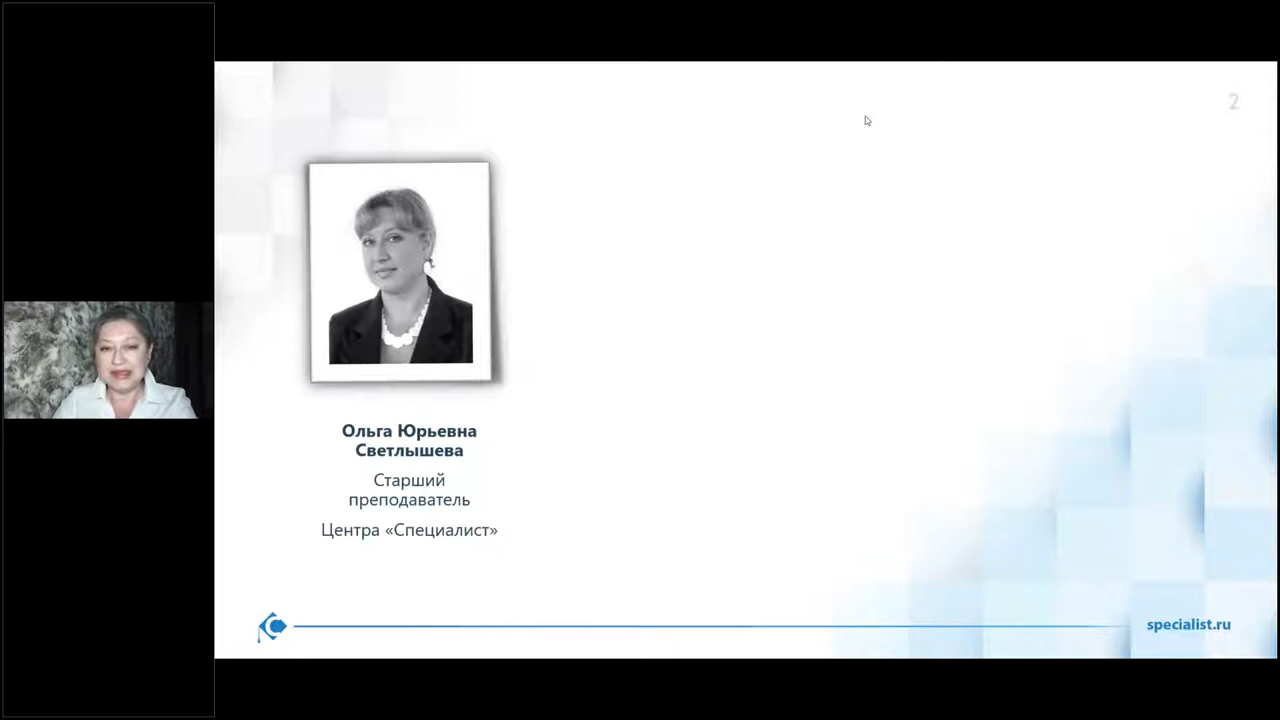 2
Ольга Юрьевна
Светлышева
Старший
преподаватель
Центра «Специалист»
specialist.ru